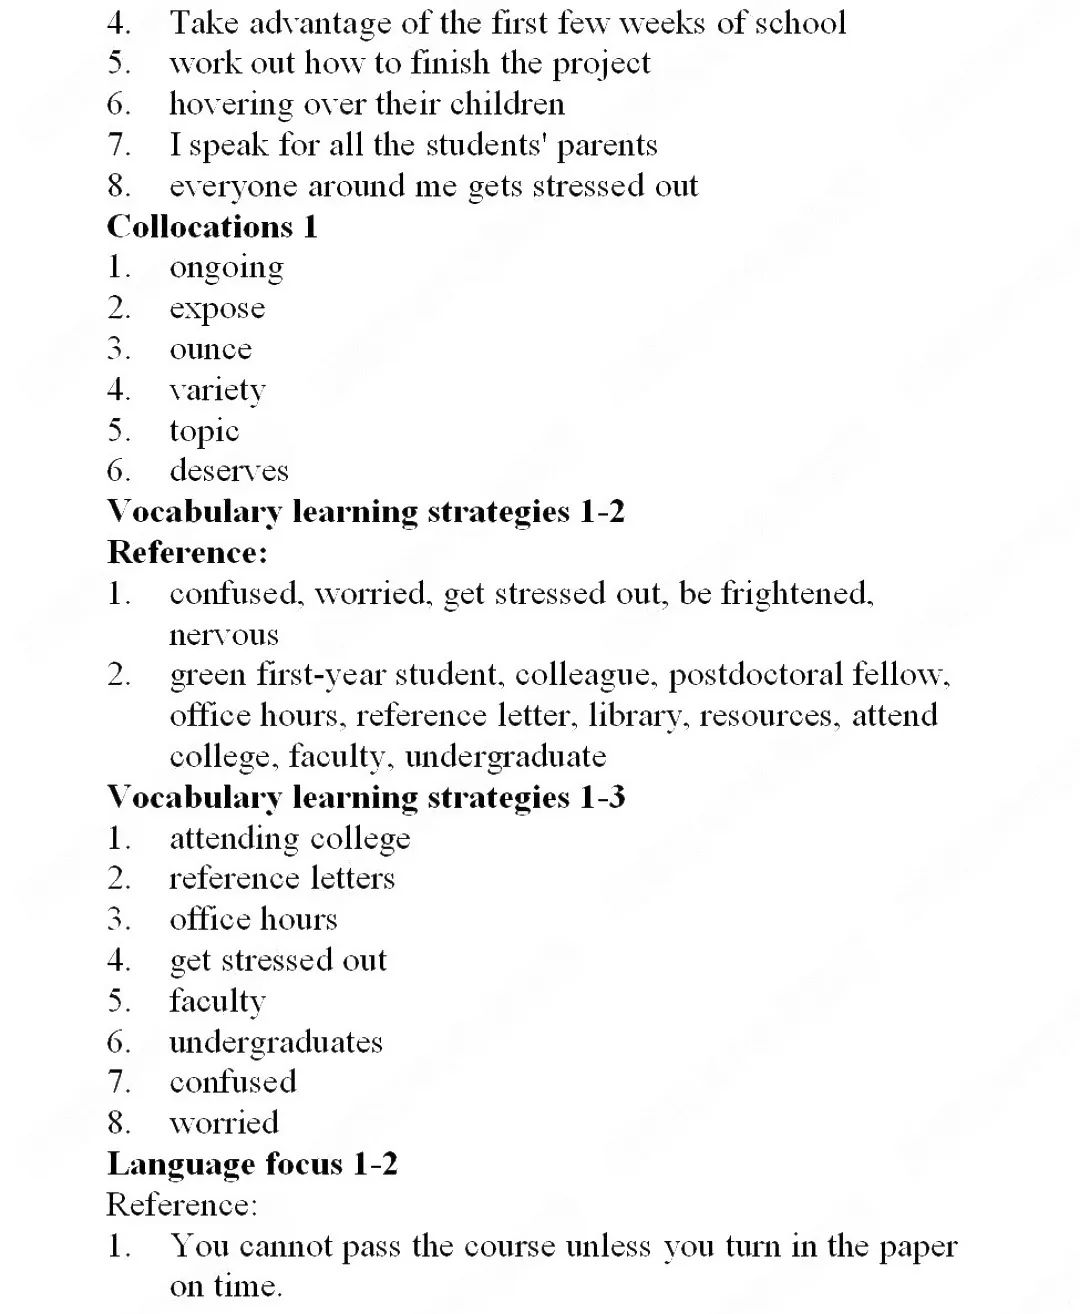 4. Take advantage of the first few weeks of school
5. work out how to finish the project
6. hovering over their children
7. I speak for all the students' parents
8. everyone around me gets stressed out
Collocations 1
1. ongoing
2. expose
3. ounce
4. variety
5. topic
6. deserves
Vocabulary learning strategies 1-2
Reference:
1. confused, worried, get stressed out, be frightened,
nervous
2. green first-year student, colleague, postdoctoral fellow,
office hours, reference letter, library, resources, attend
college, faculty, undergraduate
Vocabulary learning strategies 1-3
1. attending college
2. reference letters
3. office hours
4. get stressed out
5. faculty
6. undergraduates
7. confused
8. worried
Language focus 1-2
Reference:
1. You cannot pass the course unless you turn in the paper
on time.